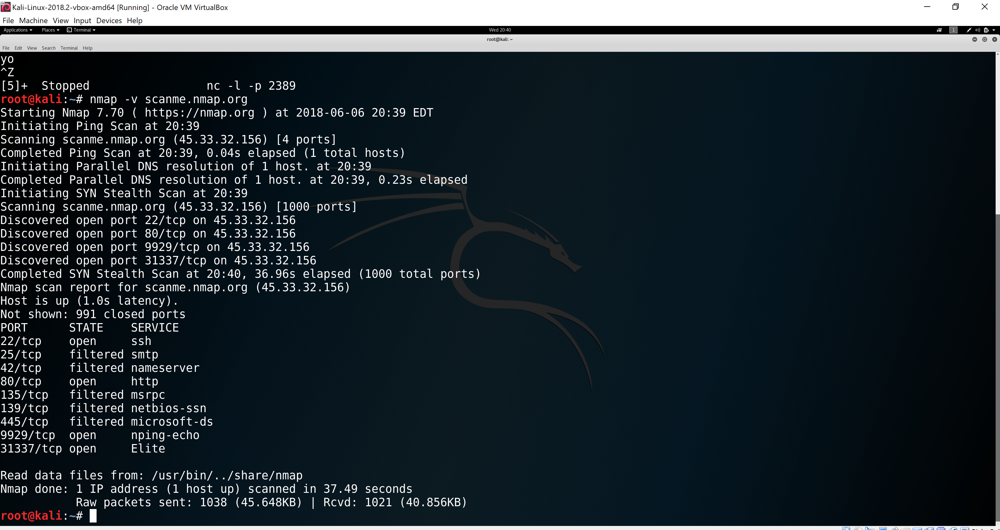 Kali-Linux-2018.2-vbox-amd64 [Running] - Oracle VM VirtualBox
File Machine View Input Devices Help
Applications Places Terminal Wed 20:40 1
root@kali: ~
File Edit View Search Terminal Help
yo
^Z
[5]+  Stopped                 nc -l -p 2389
root@kali:~# nmap -v scanme.nmap.org
Starting Nmap 7.70 ( https://nmap.org ) at 2018-06-06 20:39 EDT
Initiating Ping Scan at 20:39
Scanning scanme.nmap.org (45.33.32.156) [4 ports]
Completed Ping Scan at 20:39, 0.04s elapsed (1 total hosts)
Initiating Parallel DNS resolution of 1 host. at 20:39
Completed Parallel DNS resolution of 1 host. at 20:39, 0.23s elapsed
Initiating SYN Stealth Scan at 20:39
Scanning scanme.nmap.org (45.33.32.156) [1000 ports]
Discovered open port 22/tcp on 45.33.32.156
Discovered open port 80/tcp on 45.33.32.156
Discovered open port 9929/tcp on 45.33.32.156
Discovered open port 31337/tcp on 45.33.32.156
Completed SYN Stealth Scan at 20:40, 36.96s elapsed (1000 total ports)
Nmap scan report for scanme.nmap.org (45.33.32.156)
Host is up (1.0s latency).
Not shown: 991 closed ports
PORT      STATE    SERVICE
22/tcp    open     ssh
25/tcp    filtered smtp
42/tcp    filtered nameserver
80/tcp    open     http
135/tcp   filtered msrpc
139/tcp   filtered netbios-ssn
445/tcp   filtered microsoft-ds
9929/tcp  open     nping-echo
31337/tcp open     Elite
Read data files from: /usr/bin/../share/nmap
Nmap done: 1 IP address (1 host up) scanned in 37.49 seconds
           Raw packets sent: 1038 (45.648KB) | Rcvd: 1021 (40.856KB)
root@kali:~#